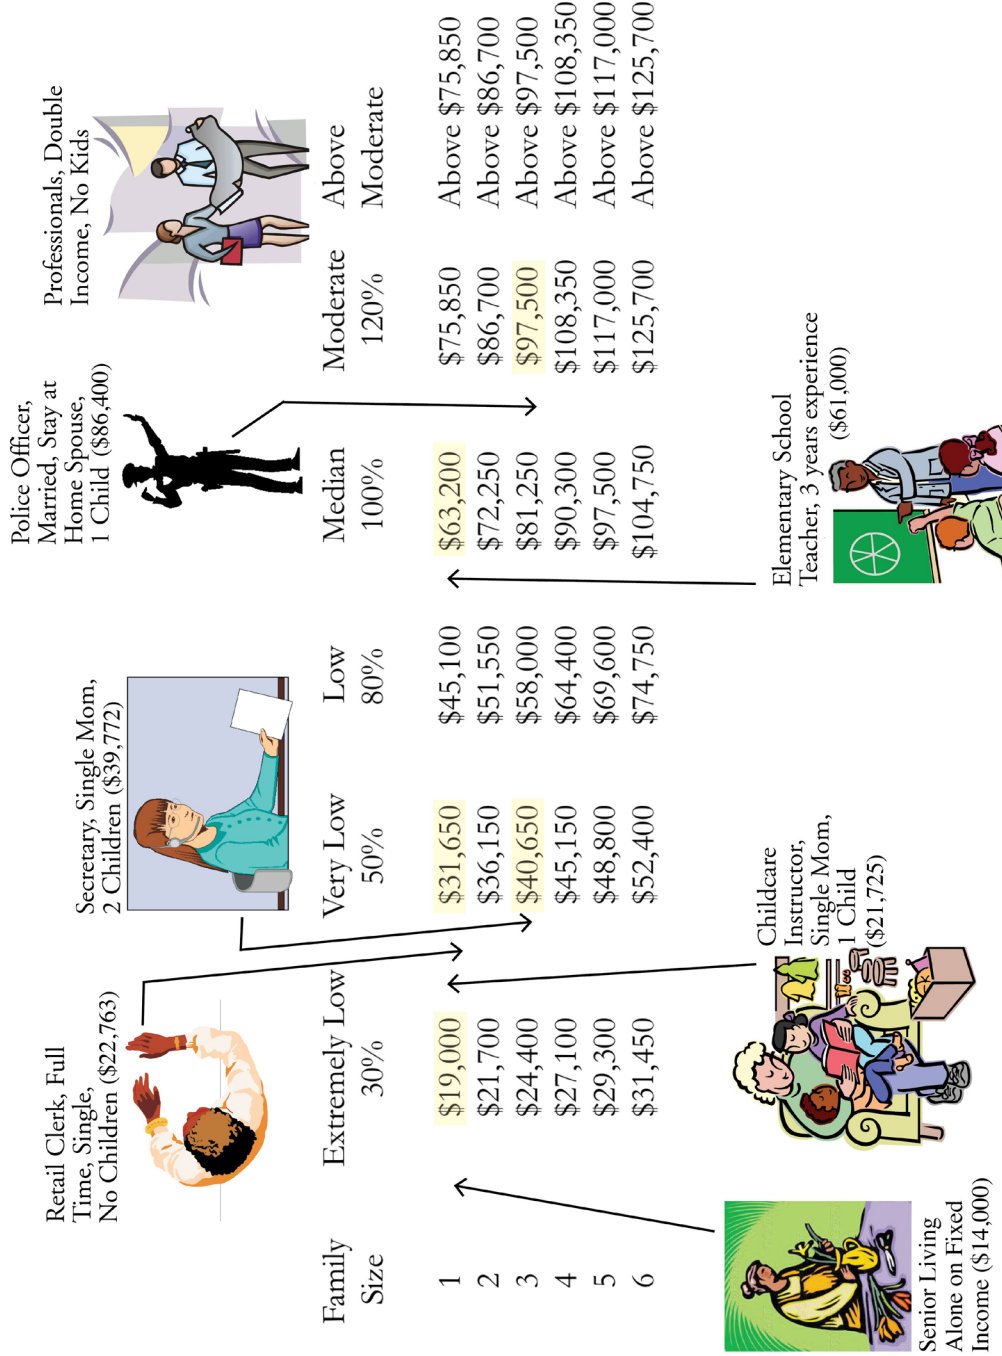 Retail Clerk, Full
Time, Single,
No Children ($22,763)
Secretary, Single Mom,
2 Children ($39,772)
Police Officer,
Married, Stay at
Home Spouse,
1 Child ($86,400)
Professionals, Double
Income, No Kids
Family Size Extremely Low 30% Very Low 50% Low 80% Median 100% Moderate 120% Above Moderate
1 $19,000 $31,650 $45,100 $63,200 $75,850 Above $75,850
2 $21,700 $36,150 $51,550 $72,250 $86,700 Above $86,700
3 $24,400 $40,650 $58,000 $81,250 $97,500 Above $97,500
4 $27,100 $45,150 $64,400 $90,300 $108,350 Above $108,350
5 $29,300 $48,800 $69,600 $97,500 $117,000 Above $117,000
6 $31,450 $52,400 $74,750 $104,750 $125,700 Above $125,700
Senior Living
Alone on Fixed
Income ($14,000)
Childcare
Instructor,
Single Mom,
1 Child
($21,725)
Elementary School
Teacher, 3 years experience
($61,000)